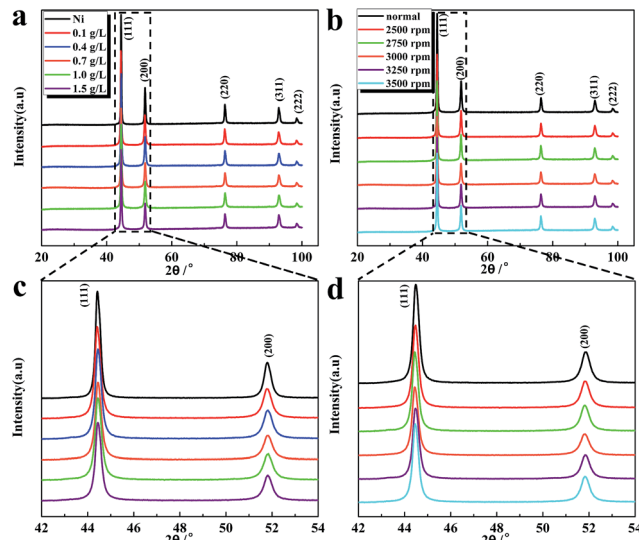 a
Ni
0.1 g/L
0.4 g/L
0.7 g/L
1.0 g/L
1.5 g/L
(111)
(200)
(220)
(311)
(222)
Intensity(a.u)
20 40 60 80 100
2θ /°
b
normal
2500 rpm
2750 rpm
3000 rpm
3250 rpm
3500 rpm
(111)
(200)
(220)
(311)
(222)
Intensity(a.u)
20 40 60 80 100
2θ /°
c
(111)
(200)
Intensity(a.u)
42 44 46 48 50 52 54
2θ /°
d
(111)
(200)
Intensity(a.u)
42 44 46 48 50 52 54
2θ /°